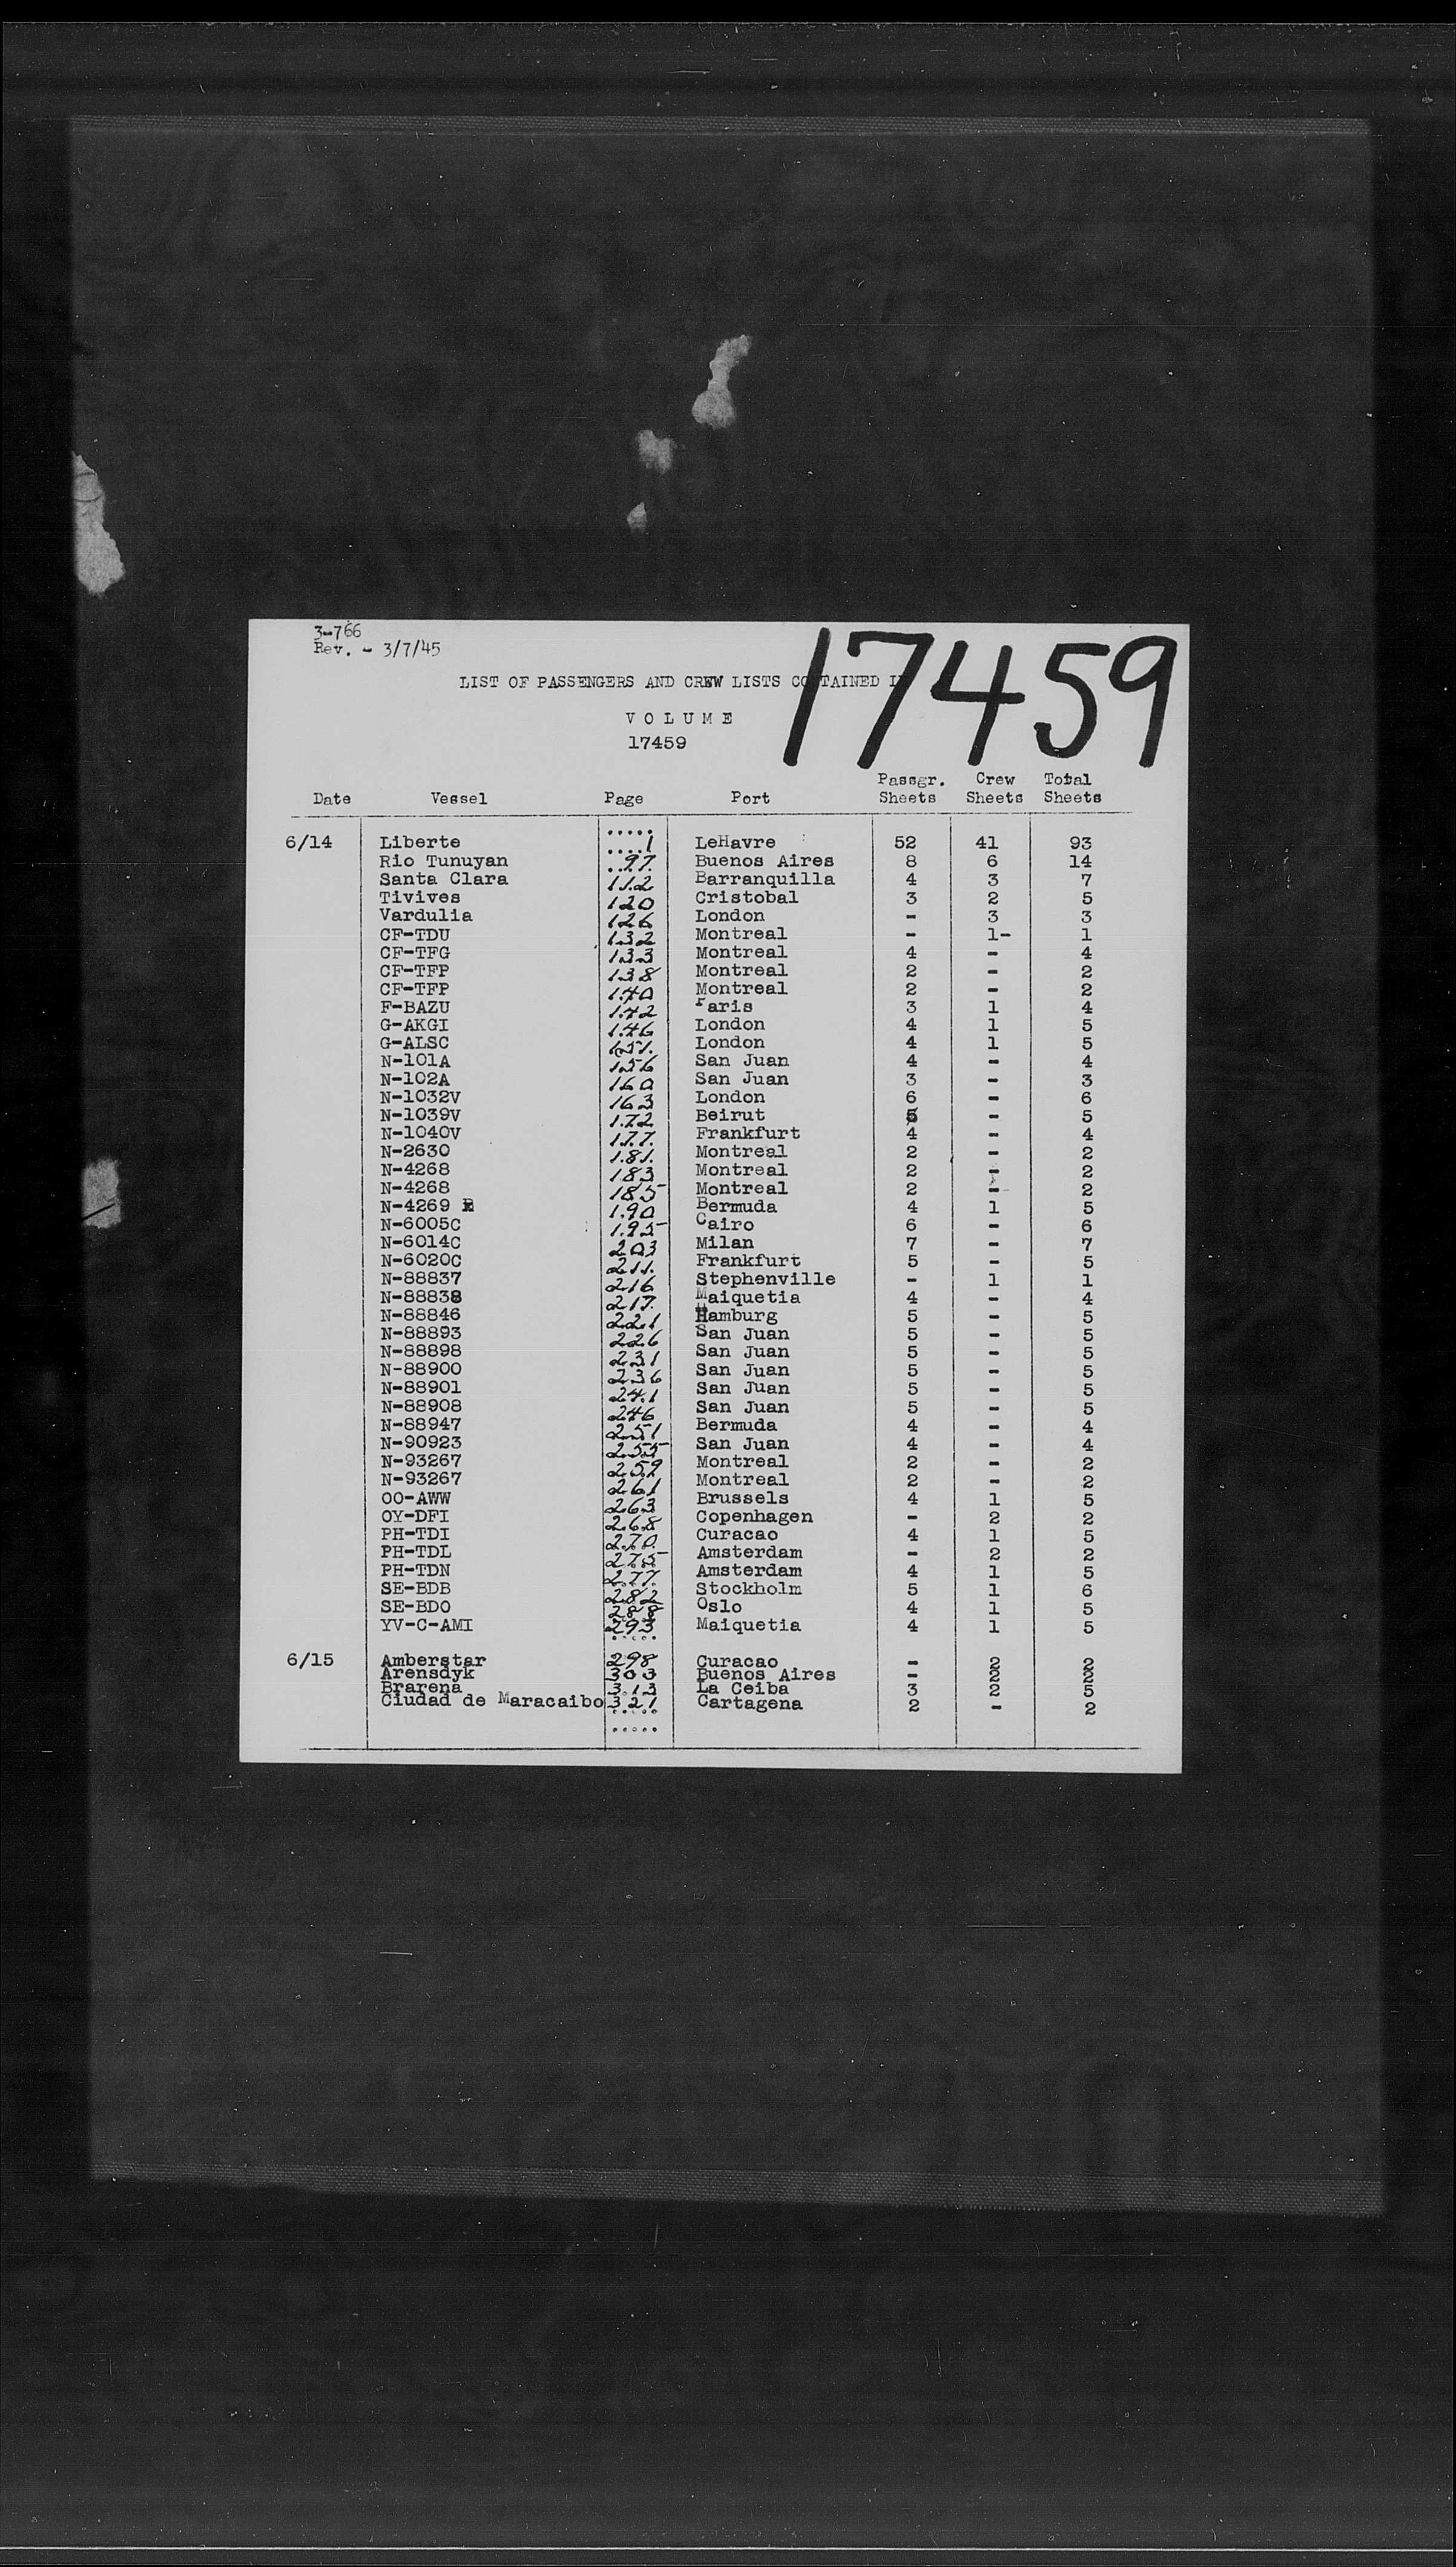 3-766
Rev. - 3/7/45
17459
LIST OF PASSENGERS AND CREW LISTS CONTAINED IN
VOLUME
17459
Date Vessel Page Port Passgr. Sheets Crew Sheets Total Sheets
6/14 Liberte 1 LeHavre 52 41 93
Rio Tunuyan 97 Buenos Aires 8 6 14
Santa Clara 112 Barranquilla 4 3 7
Tivives 120 Cristobal 3 2 5
Vardulia 126 London - 3 3
CF-TDU 132 Montreal - 1- 1
CF-TFG 133 Montreal 4 - 4
CF-TFP 138 Montreal 2 - 2
CF-TFP 140 Montreal 2 - 2
F-BAZU 142 Paris 3 1 4
G-AKGI 146 London 4 1 5
G-ALSC 151 London 4 1 5
N-101A 156 San Juan 4 - 4
N-102A 160 San Juan 3 - 3
N-1032V 163 London 6 - 6
N-1039V 172 Beirut 5 - 5
N-1040V 177 Frankfurt 4 - 4
N-2630 181 Montreal 2 - 2
N-4268 183 Montreal 2 - 2
N-4268 185 Montreal 2 - 2
N-4269 190 Bermuda 4 1 5
N-6005C 195 Cairo 6 - 6
N-6014C 203 Milan 7 - 7
N-6020C 211 Frankfurt 5 - 5
N-88837 216 Stephenville - 1 1
N-88838 217 Maiquetia 4 - 4
N-88846 221 Hamburg 5 - 5
N-88893 226 San Juan 5 - 5
N-88898 231 San Juan 5 - 5
N-88900 236 San Juan 5 - 5
N-88901 241 San Juan 5 - 5
N-88908 246 San Juan 5 - 5
N-88947 251 Bermuda 4 - 4
N-90923 255 San Juan 4 - 4
N-93267 259 Montreal 2 - 2
N-93267 261 Montreal 2 - 2
OO-AWW 263 Brussels 4 1 5
OY-DFI 268 Copenhagen - 2 2
PH-TDI 270 Curacao 4 1 5
PH-TDL 275 Amsterdam - 2 2
PH-TDN 277 Amsterdam 4 1 5
SE-BDB 282 Stockholm 5 1 6
SE-BDO 288 Oslo 4 1 5
YV-C-AMI 293 Maiquetia 4 1 5
6/15 Amberstar 298 Curacao - 2 2
Arensdyk 303 Buenos Aires - 2 2
Brarena 313 La Ceiba 3 2 5
Ciudad de Maracaibo 321 Cartagena 2 - 2